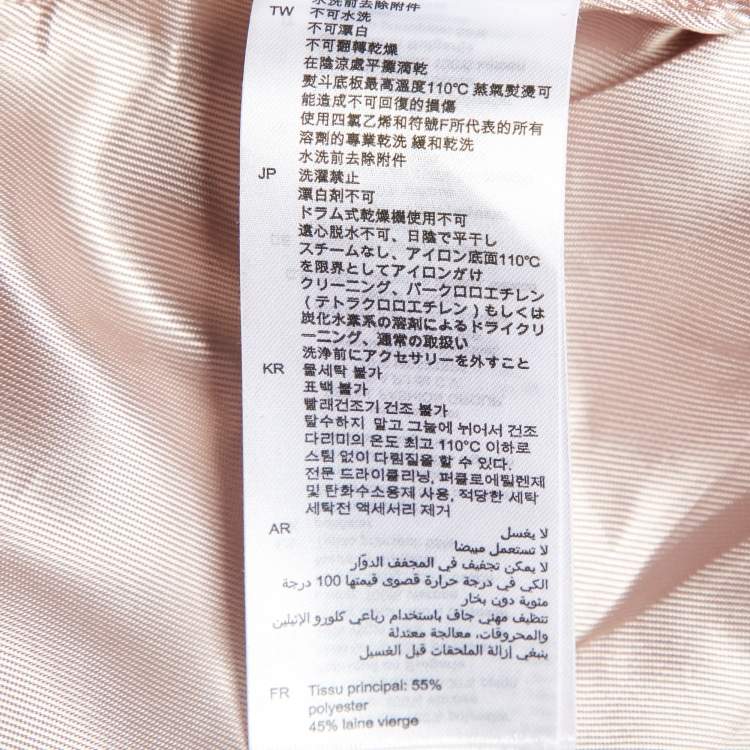 水洗前去除附件
TW 不可水洗
不可漂白
不可翻轉乾燥
在陰涼處平攤滴乾
熨斗底板最高溫度110℃ 蒸氣熨燙可
能造成不可回復的損傷
使用四氯乙烯和符號F所代表的所有
溶劑的專業乾洗 緩和乾洗
水洗前去除附件
JP 洗濯禁止
漂白剤不可
ドラム式乾燥機使用不可
遠心脱水不可、日陰で平干し
スチームなし、アイロン底面110℃
を限界としてアイロンがけ
クリーニング、パークロロエチレン
（テトラクロロエチレン）もしくは
炭化水素系の溶剤によるドライクリ
ーニング、通常の取扱い
洗浄前にアクセサリーを外すこと
KR 물세탁 불가
표백 불가
빨래건조기 건조 불가
탈수하지 말고 그늘에 뉘어서 건조
다리미의 온도 최고 110℃ 이하로
스팀 없이 다림질을 할 수 있다.
전문 드라이클리닝, 퍼클로에틸렌제
및 탄화수소용제 사용, 적당한 세탁
세탁전 액세서리 제거
AR لا يغسل
لا تستعمل مبيضا
لا يمكن تجفيف في المجفف الدوّار
الكي في درجة حرارة قصوى قيمتها 100 درجة
مئوية دون بخار
تنظيف مهني جاف باستخدام رباعي كلورو الإثيلين
والمحروقات، معالجة معتدلة
ينبغي إزالة الملحقات قبل الغسيل
FR Tissu principal: 55%
polyester
45% laine vierge